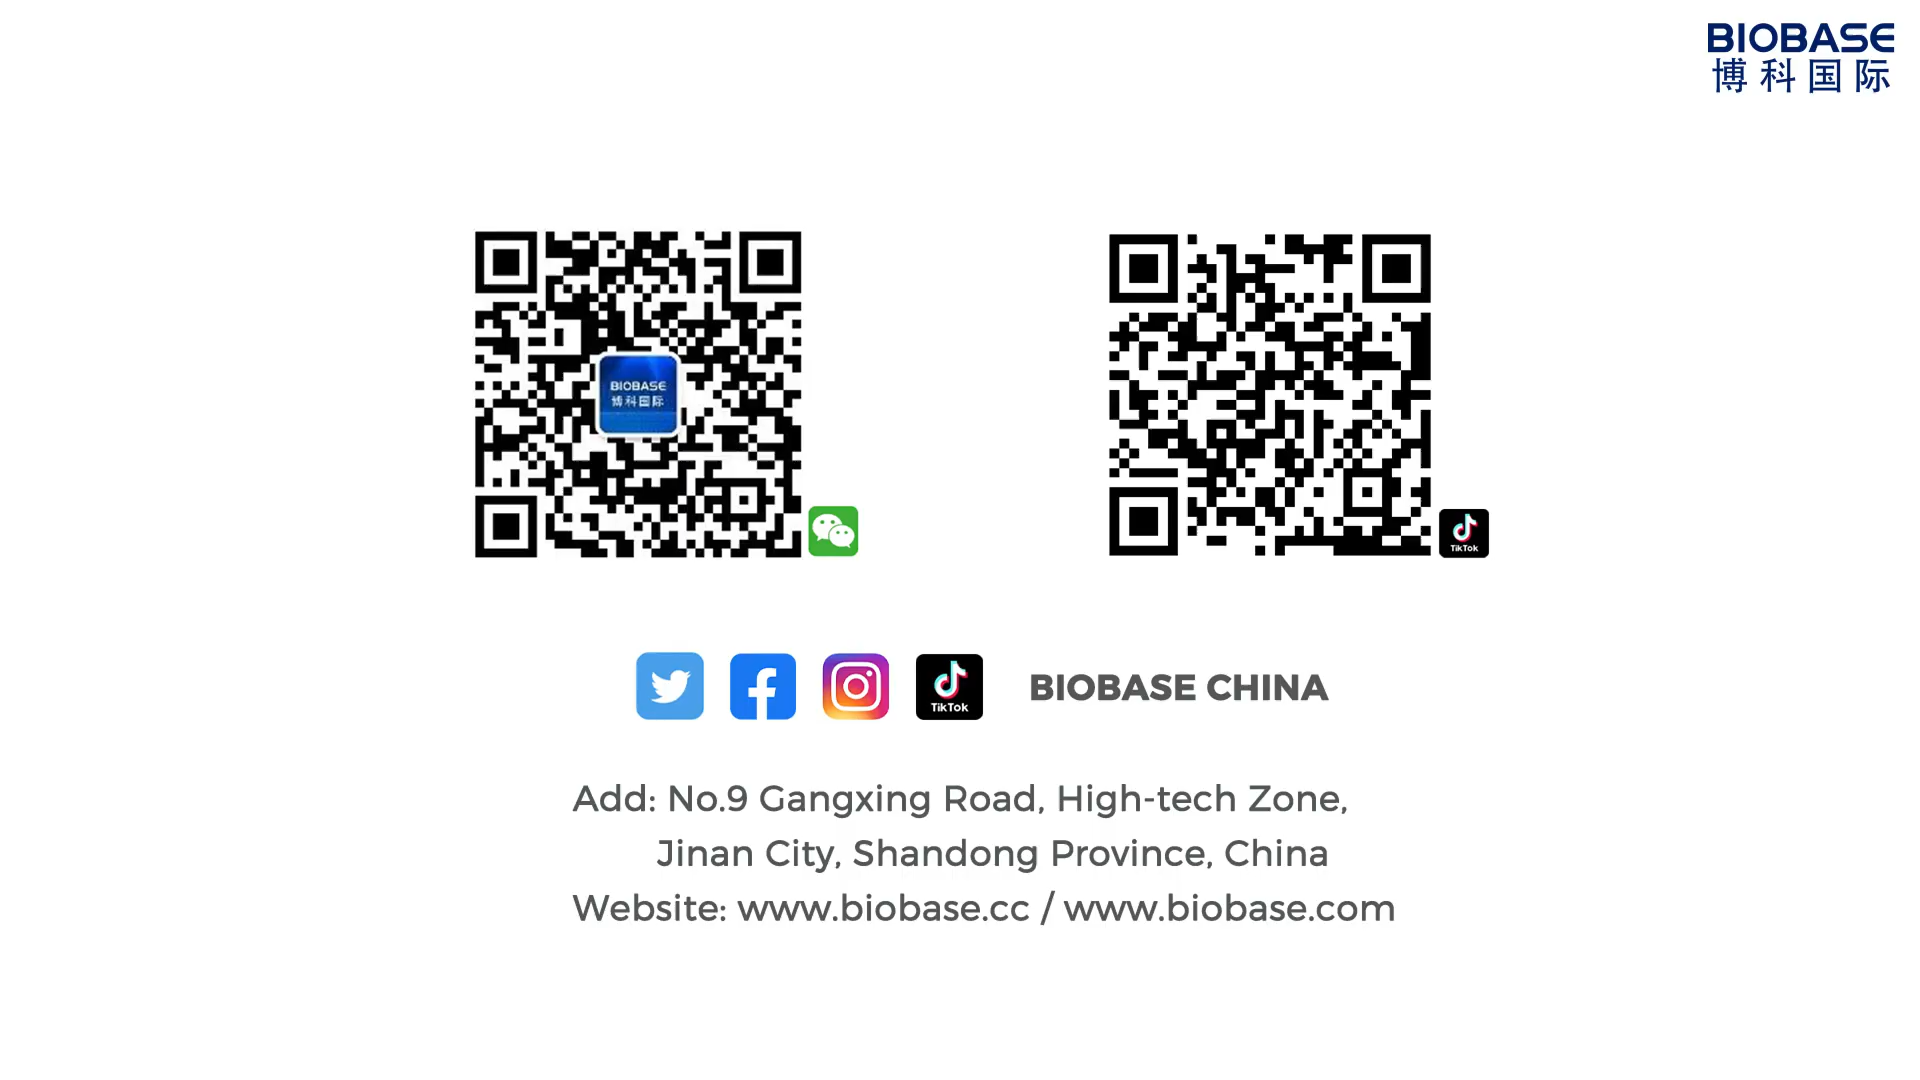 BIOBASE
博科国际
BIOBASE
博科国际
TikTok
TikTok
BIOBASE CHINA
Add: No.9 Gangxing Road, High-tech Zone,
Jinan City, Shandong Province, China
Website: www.biobase.cc / www.biobase.com